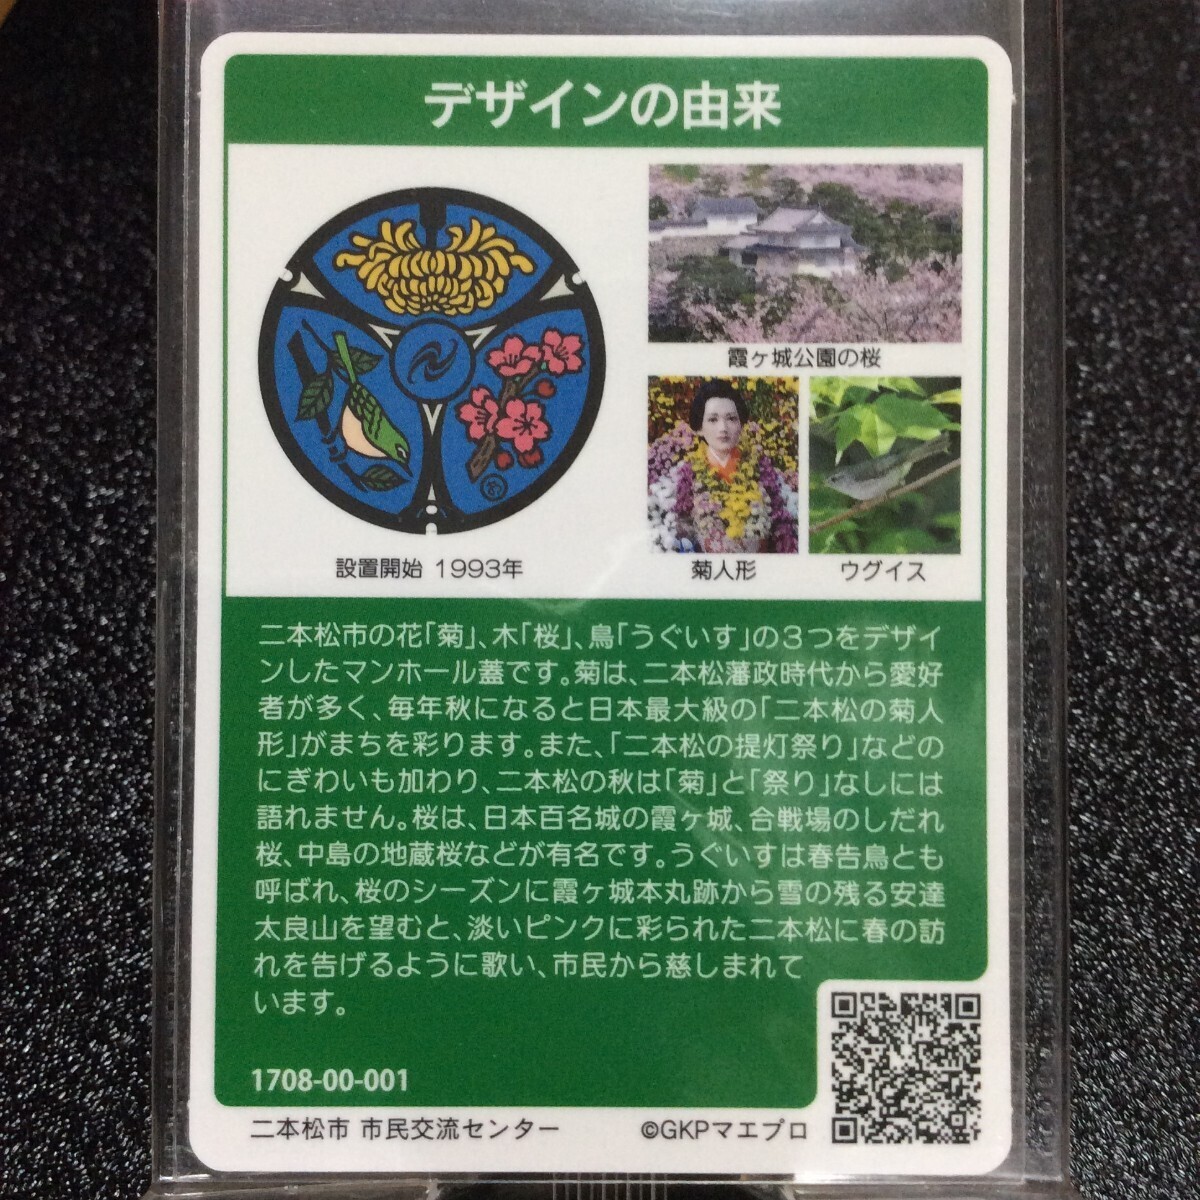 デザインの由来
霞ヶ城公園の桜
設置開始 1993年
菊人形
ウグイス
二本松市の花「菊」、木「桜」、鳥「うぐいす」の3つをデザイ
ンしたマンホール蓋です。菊は、二本松藩政時代から愛好
者が多く、毎年秋になると日本最大級の「二本松の菊人
形」がまちを彩ります。また、「二本松の提灯祭り」などの
にぎわいも加わり、二本松の秋は「菊」と「祭り」なしには
語れません。桜は、日本百名城の霞ヶ城、合戦場のしだれ
桜、中島の地蔵桜などが有名です。うぐいすは春告鳥とも
呼ばれ、桜のシーズンに霞ヶ城本丸跡から雪の残る安達
太良山を望むと、淡いピンクに彩られた二本松に春の訪
れを告げるように歌い、市民から慈しまれて
います。
1708-00-001
二本松市 市民交流センター
©GKPマエプロ